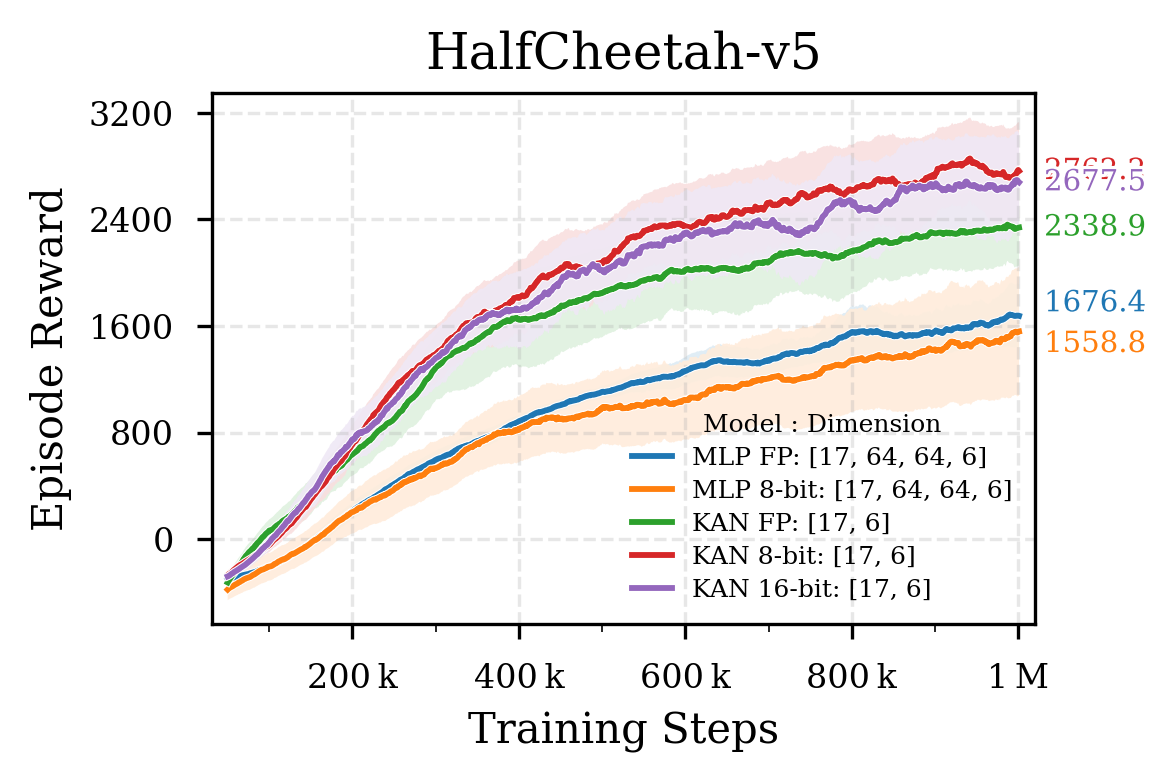 HalfCheetah-v5
Episode Reward
3200
2400
1600
800
0
2677.5
2338.9
1676.4
1558.8
Model : Dimension
MLP FP: [17, 64, 64, 6]
MLP 8-bit: [17, 64, 64, 6]
KAN FP: [17, 6]
KAN 8-bit: [17, 6]
KAN 16-bit: [17, 6]
200 k 400 k 600 k 800 k 1 M
Training Steps